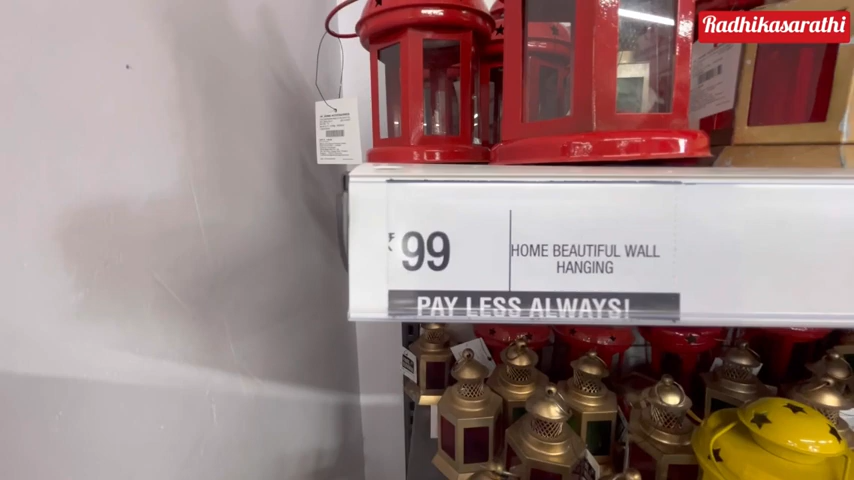 Radhikasarathi
₹99
HOME BEAUTIFUL WALL
HANGING
PAY LESS ALWAYS!